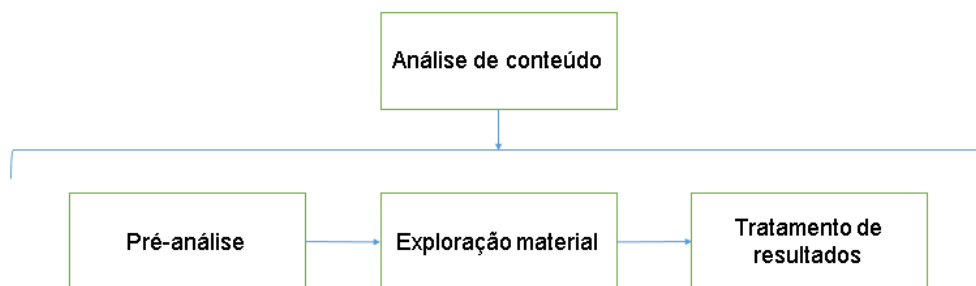 Análise de conteúdo
Pré-análise
Exploração material
Tratamento de
resultados